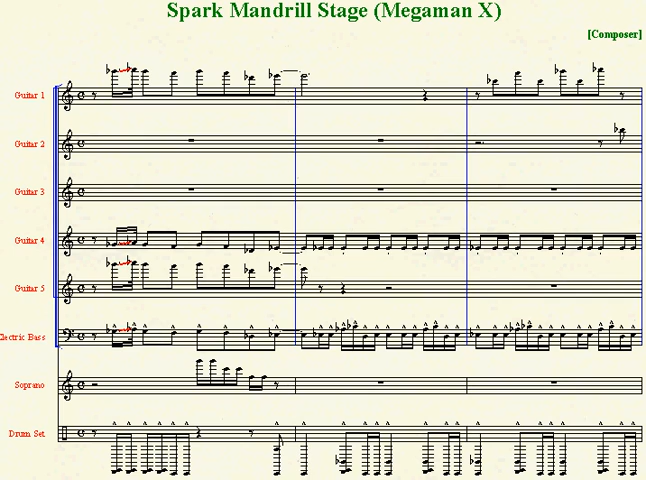 Spark Mandrill Stage (Megaman X)
[Composer]
Guitar 1
Guitar 2
Guitar 3
Guitar 4
Guitar 5
Electric Bass
Soprano
Drum Set